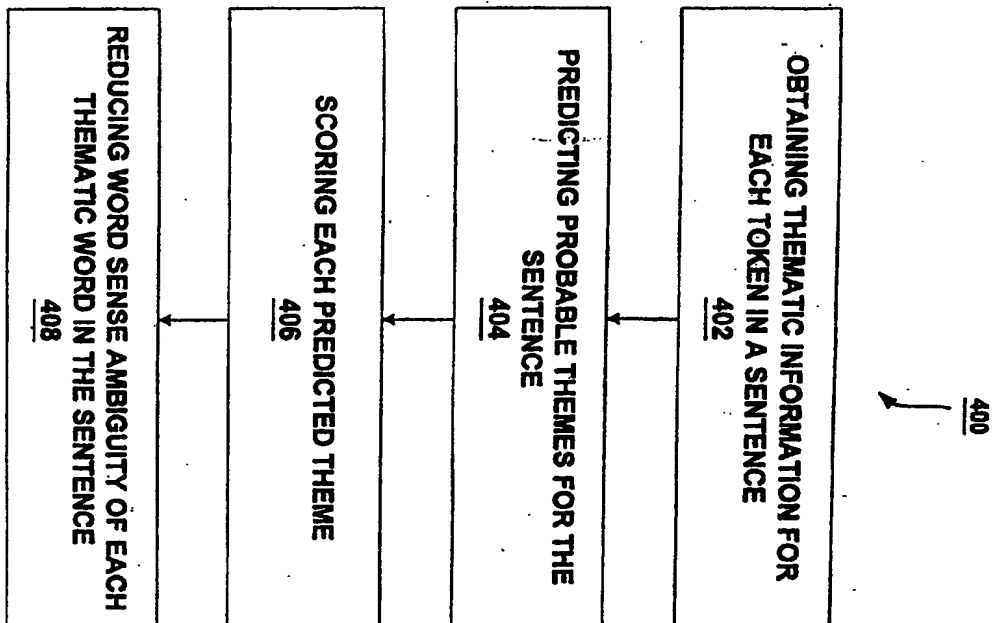 400
OBTAINING THEMATIC INFORMATION FOR
EACH TOKEN IN A SENTENCE
402
PREDICTING PROBABLE THEMES FOR THE
SENTENCE
404
SCORING EACH PREDICTED THEME
406
REDUCING WORD SENSE AMBIGUITY OF EACH
THEMATIC WORD IN THE SENTENCE
408